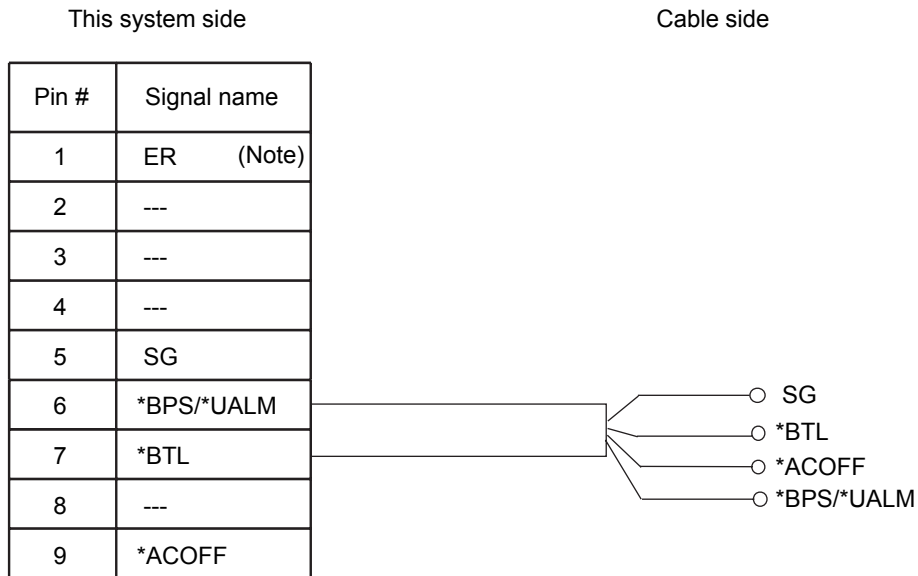 This system side
Cable side
Pin # Signal name
1 ER (Note)
2 ---
3 ---
4 ---
5 SG
6 *BPS/*UALM
7 *BTL
8 ---
9 *ACOFF
SG
*BTL
*ACOFF
*BPS/*UALM